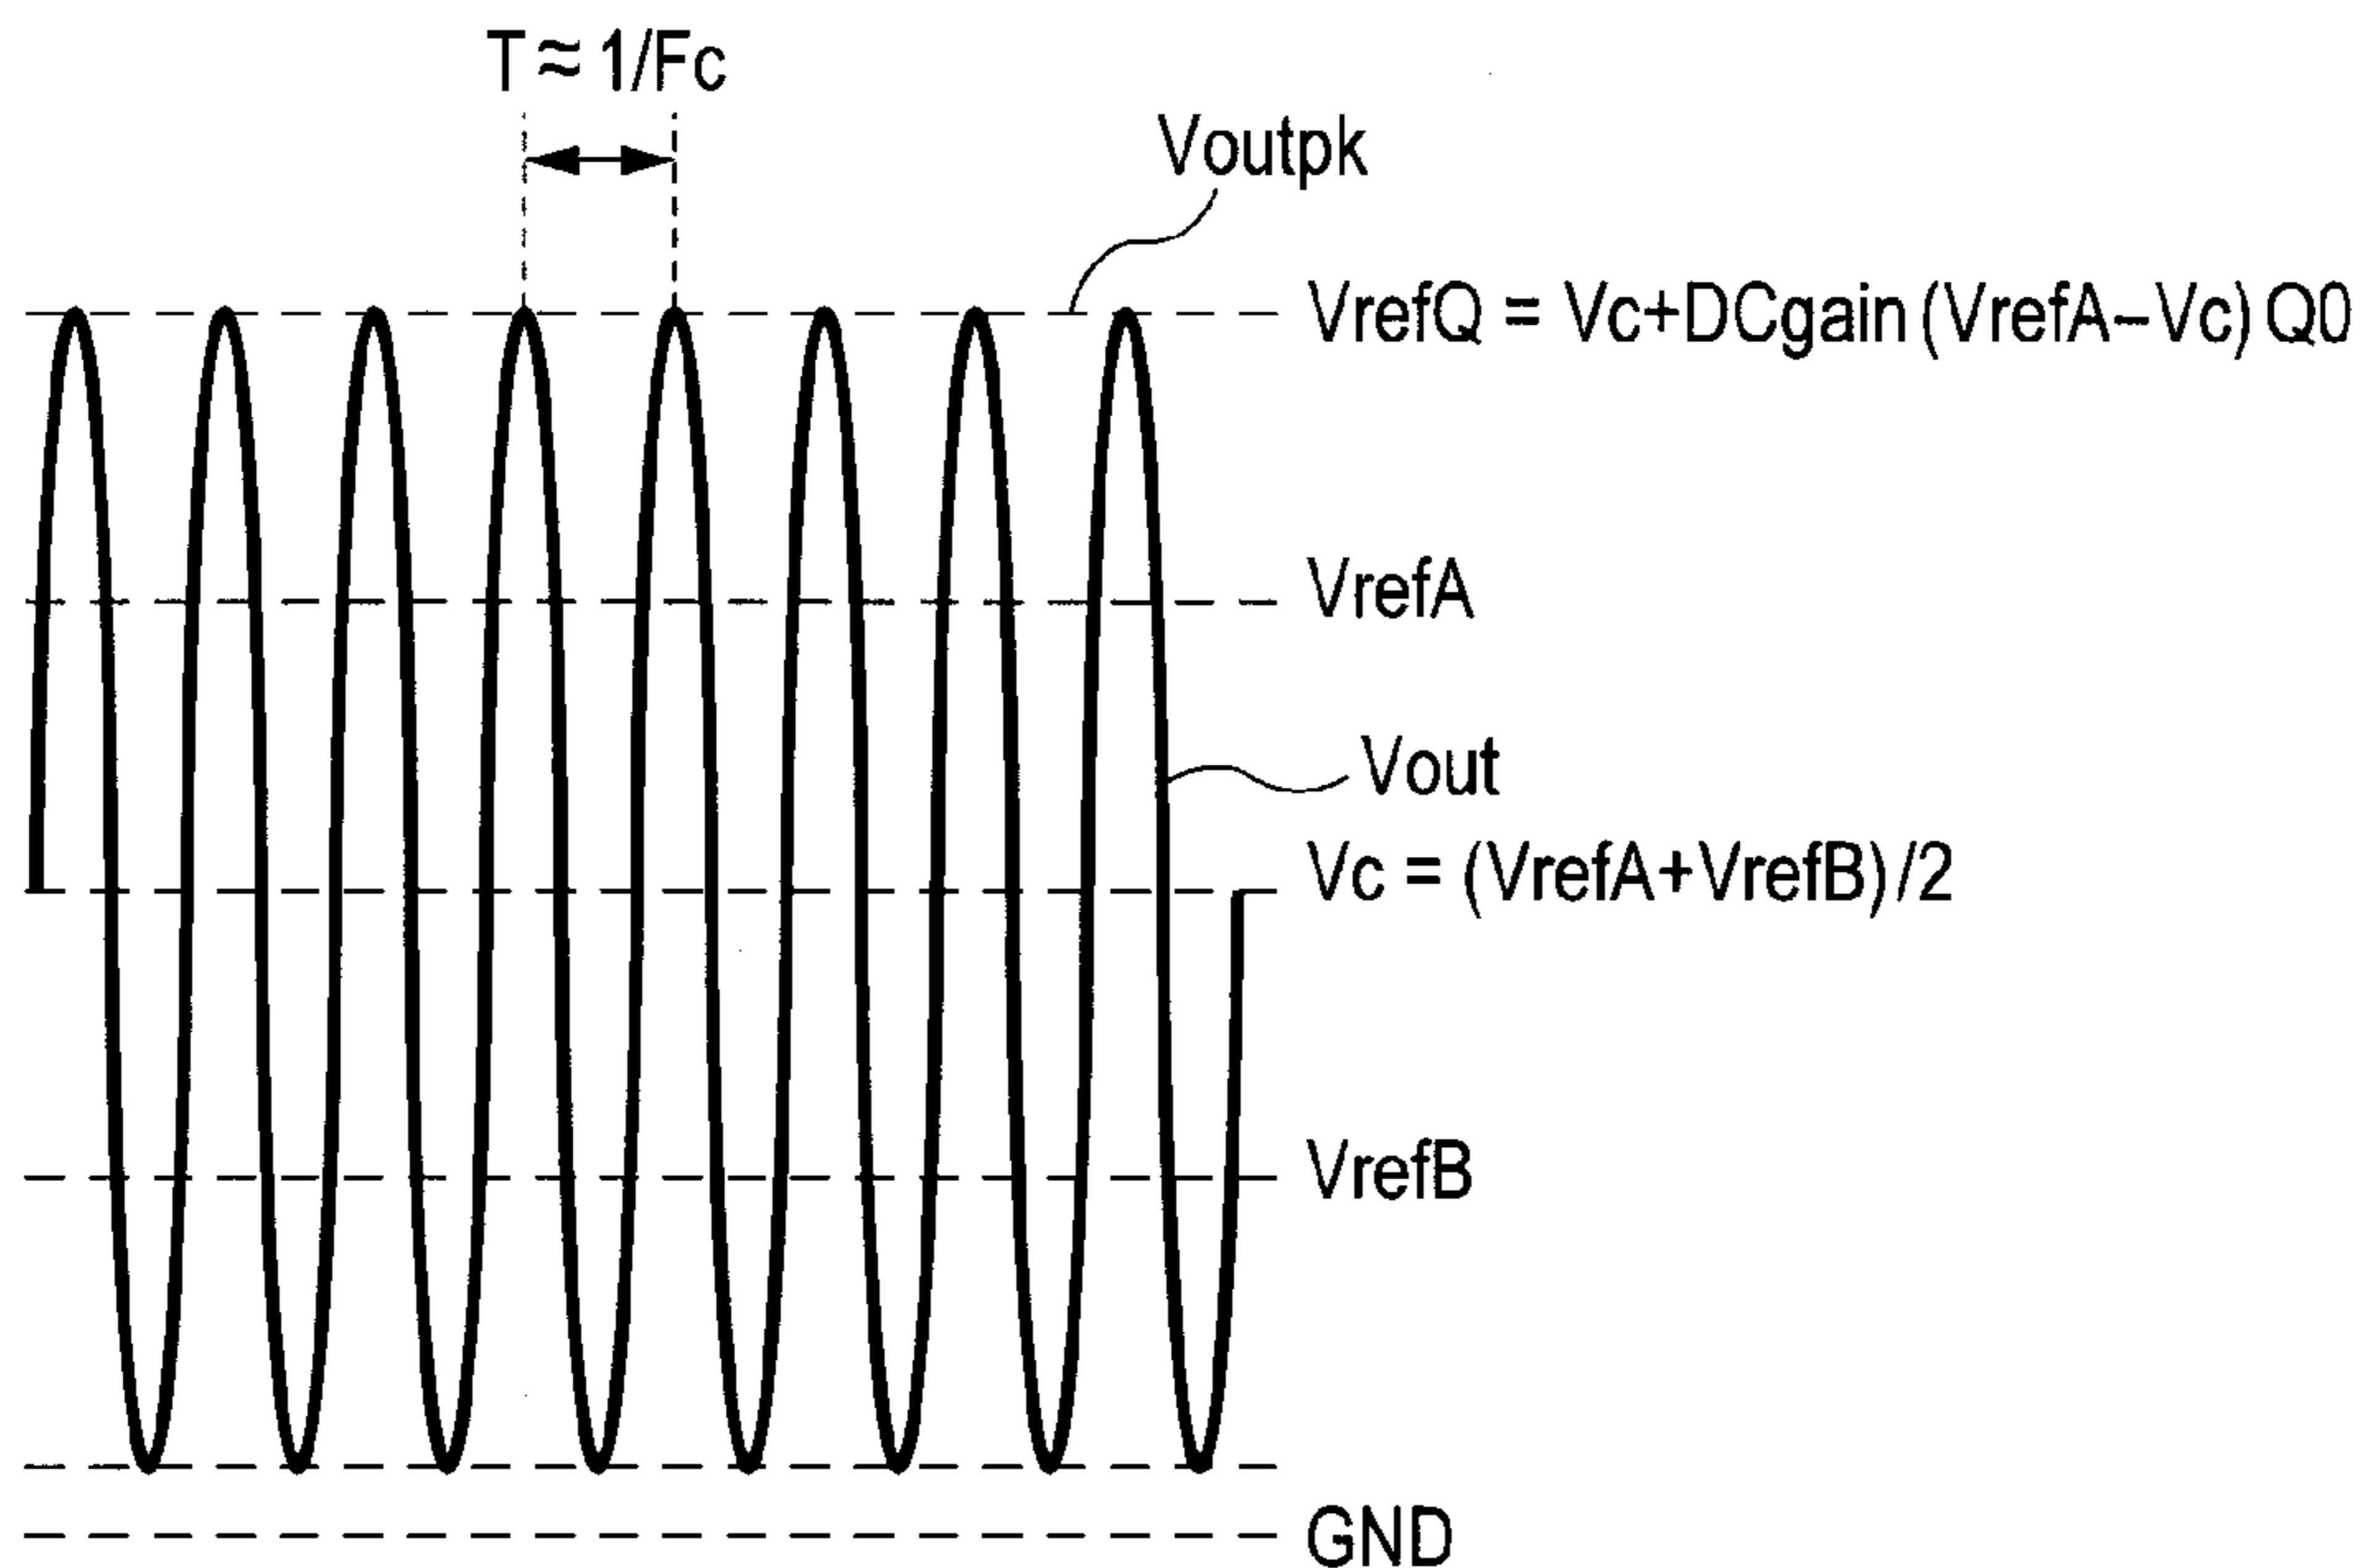 T ≈ 1/Fc
Voutpk
VrefQ = Vc+DCgain (VrefA−Vc) Q0
VrefA
Vout
Vc = (VrefA+VrefB) /2
VrefB
GND